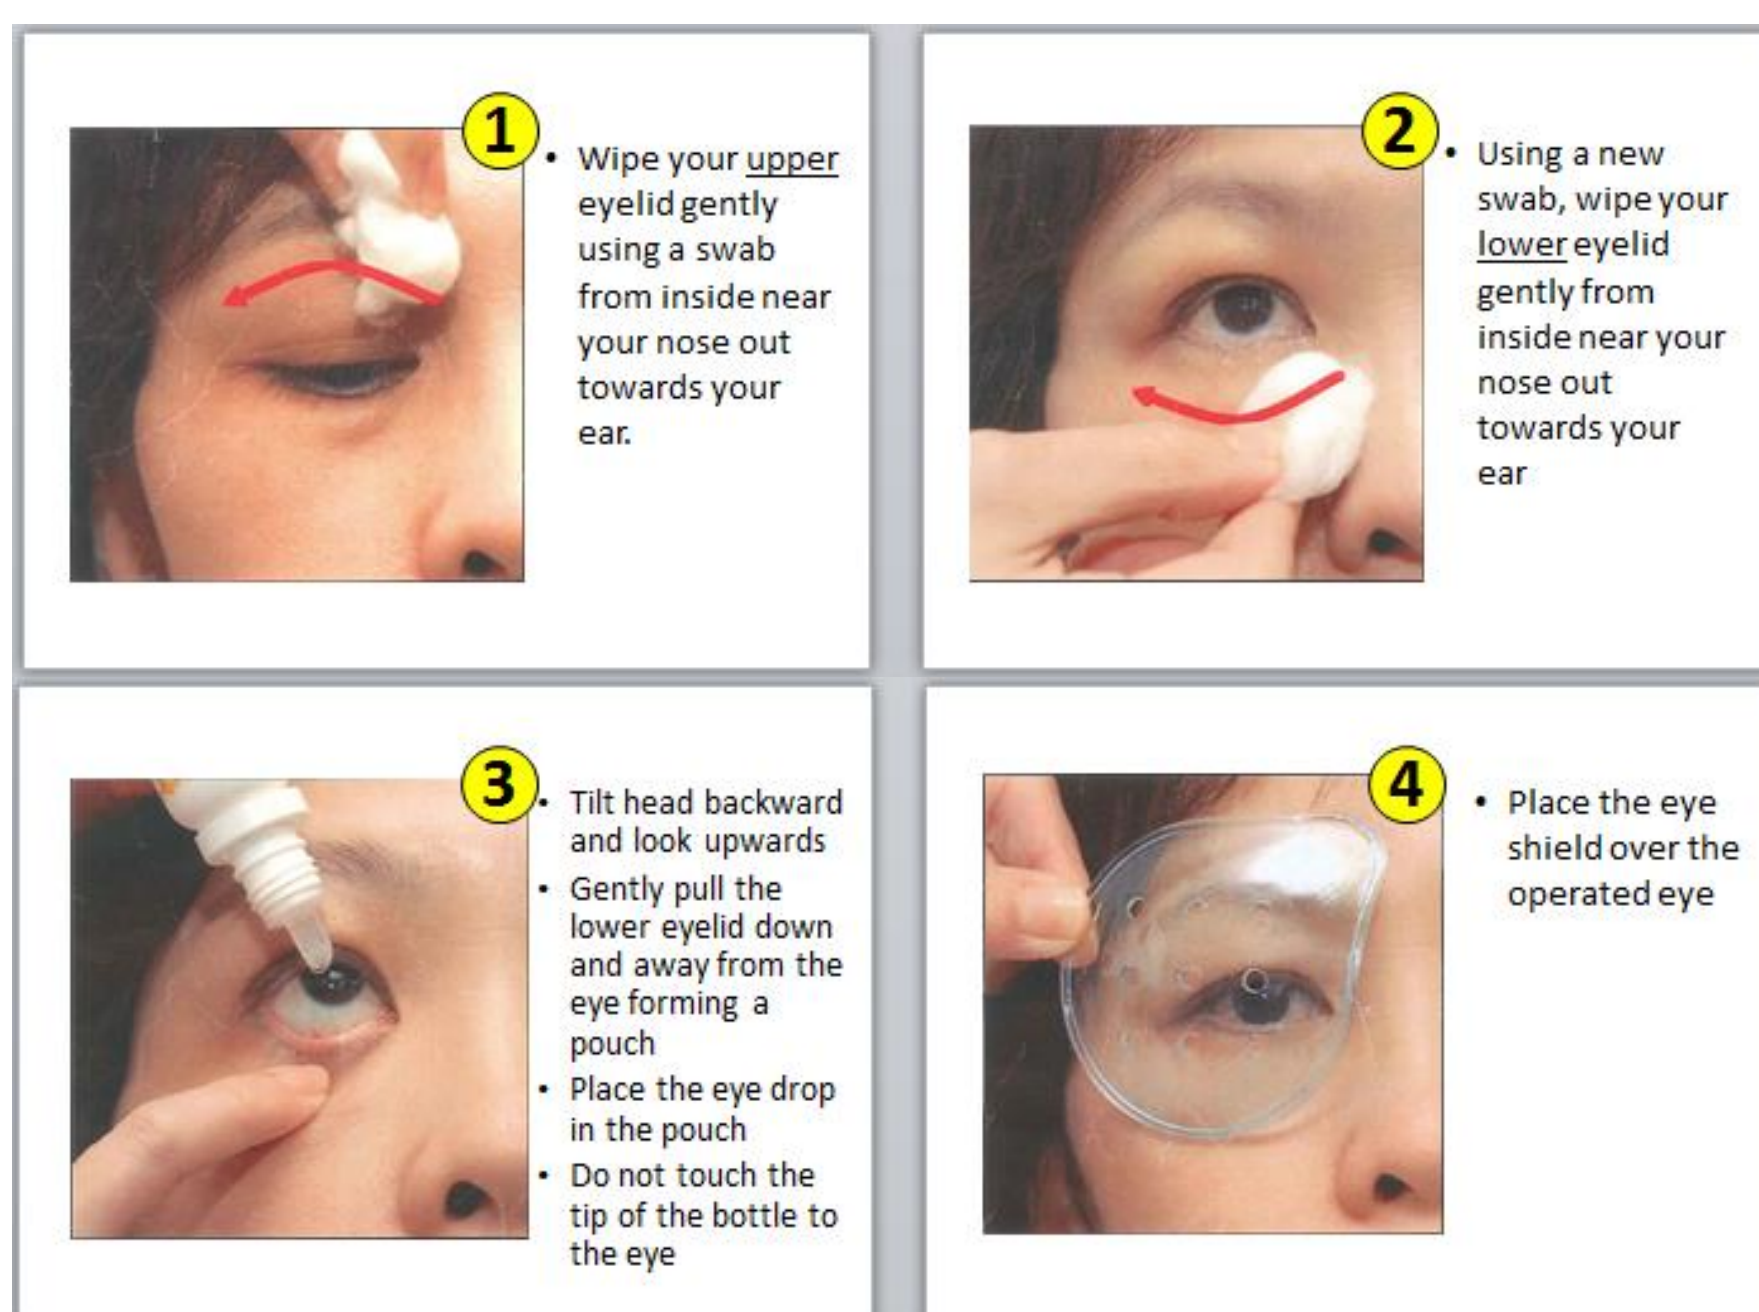 1
• Wipe your upper
eyelid gently
using a swab
from inside near
your nose out
towards your
ear.
2
• Using a new
swab, wipe your
lower eyelid
gently from
inside near your
nose out
towards your
ear
3
• Tilt head backward
and look upwards
• Gently pull the
lower eyelid down
and away from the
eye forming a
pouch
• Place the eye drop
in the pouch
• Do not touch the
tip of the bottle to
the eye
4
• Place the eye
shield over the
operated eye